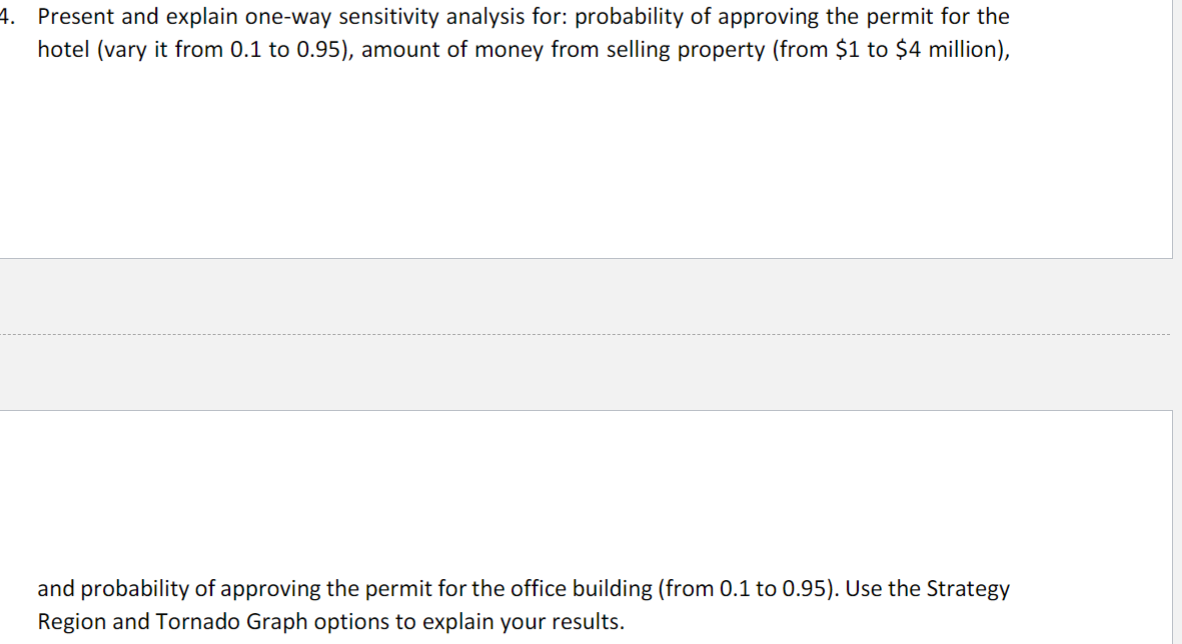 4. Present and explain one-way sensitivity analysis for: probability of approving the permit for the
hotel (vary it from 0.1 to 0.95), amount of money from selling property (from $1 to $4 million),
and probability of approving the permit for the office building (from 0.1 to 0.95). Use the Strategy
Region and Tornado Graph options to explain your results.